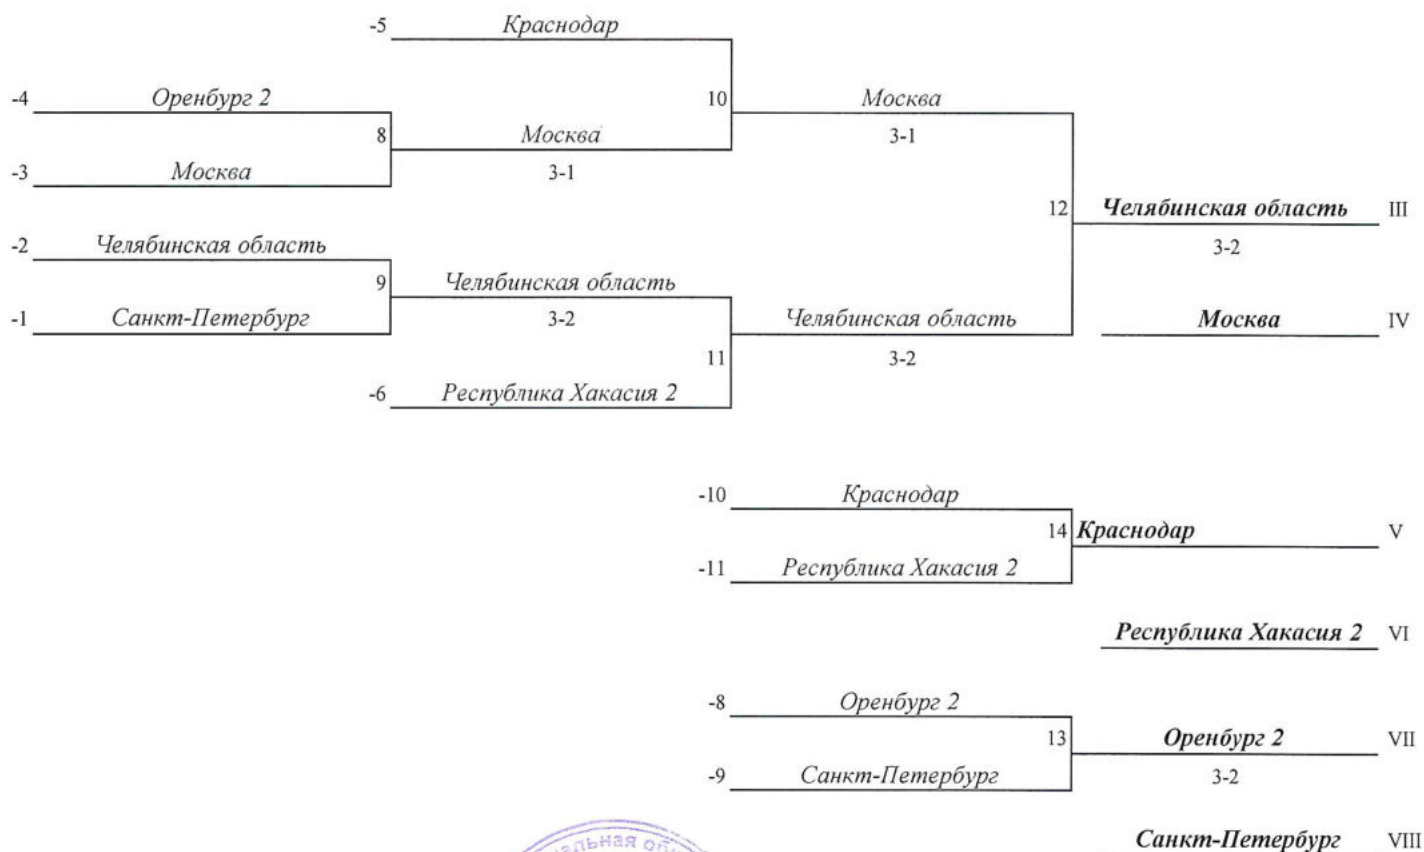 -5 Краснодар
-4 Оренбург 2 10 Москва
8 Москва 3-1
-3 Москва 3-1
12 Челябинская область III
-2 Челябинская область 3-2
9 Челябинская область
-1 Санкт-Петербург 3-2 Челябинская область Москва IV
11 3-2
-6 Республика Хакасия 2
-10 Краснодар
14 Краснодар V
-11 Республика Хакасия 2
Республика Хакасия 2 VI
-8 Оренбург 2
13 Оренбург 2 VII
-9 Санкт-Петербург 3-2
Санкт-Петербург VIII